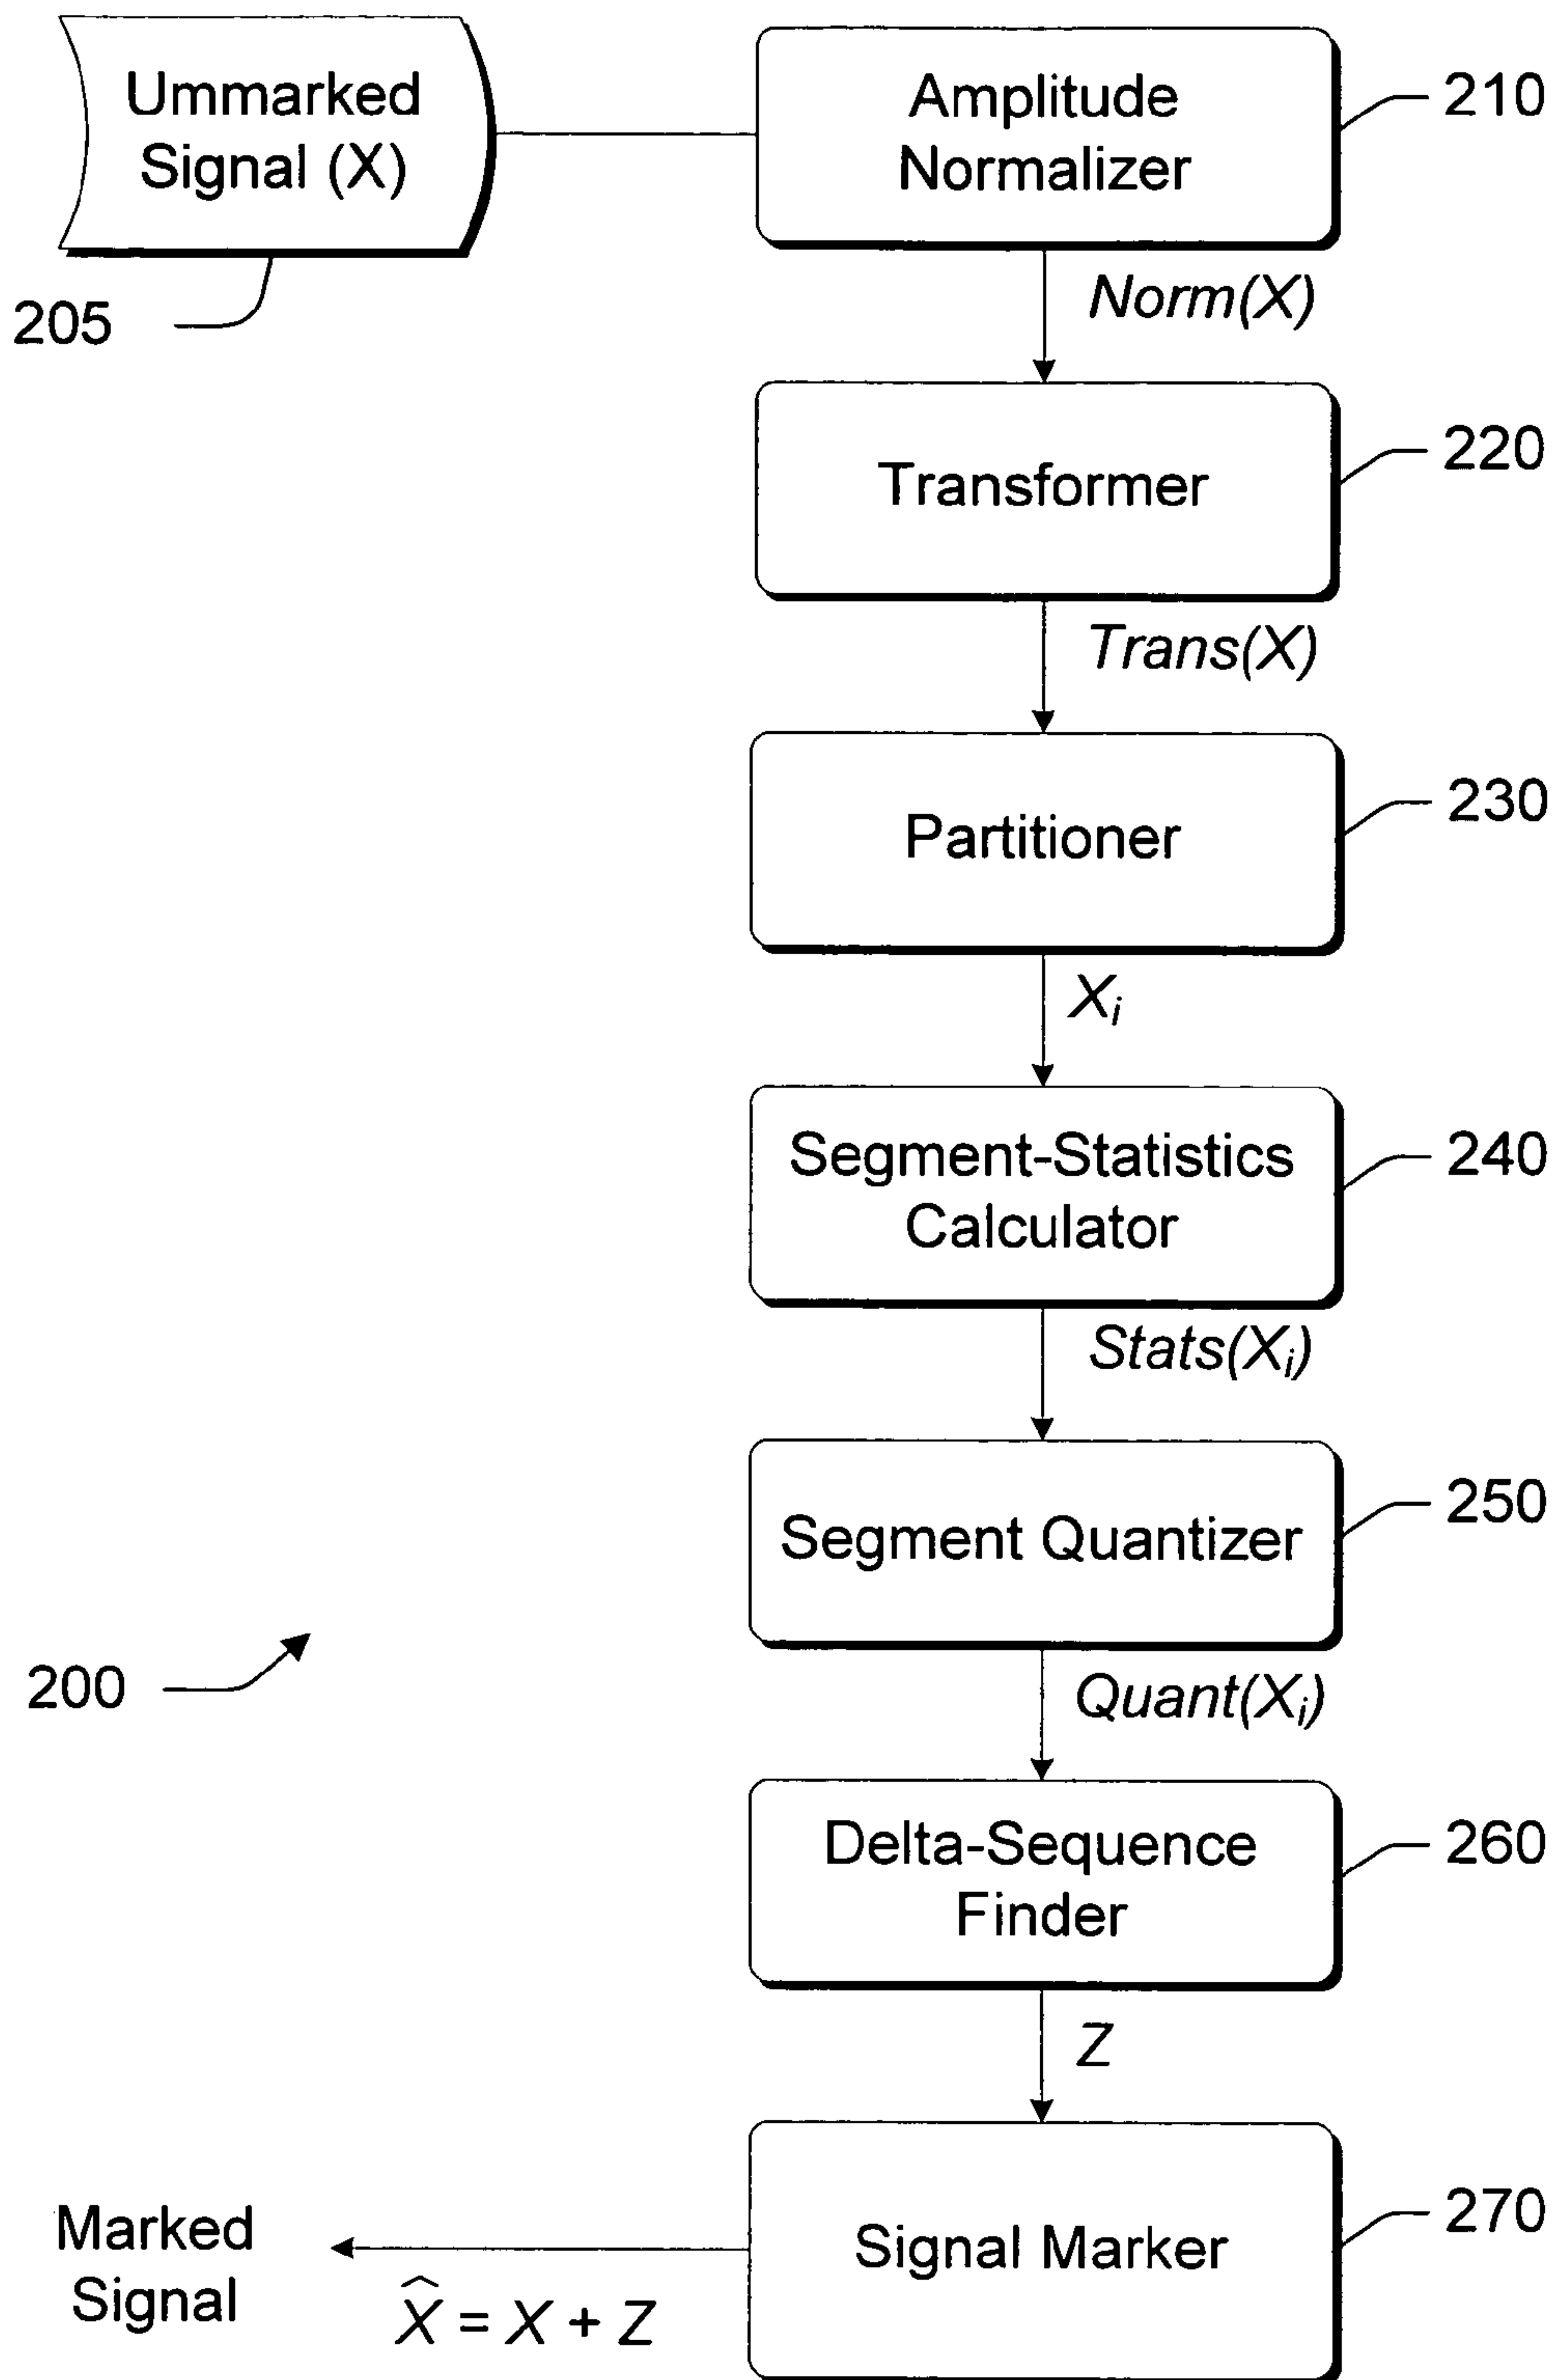 Ummarked
Signal (X)
205
Amplitude
Normalizer
210
Norm(X)
Transformer
220
Trans(X)
Partitioner
230
Xᵢ
Segment-Statistics
Calculator
240
Stats(Xᵢ)
Segment Quantizer
250
200
Quant(Xᵢ)
Delta-Sequence
Finder
260
Z
Signal Marker
270
Marked
Signal
X̂ = X + Z